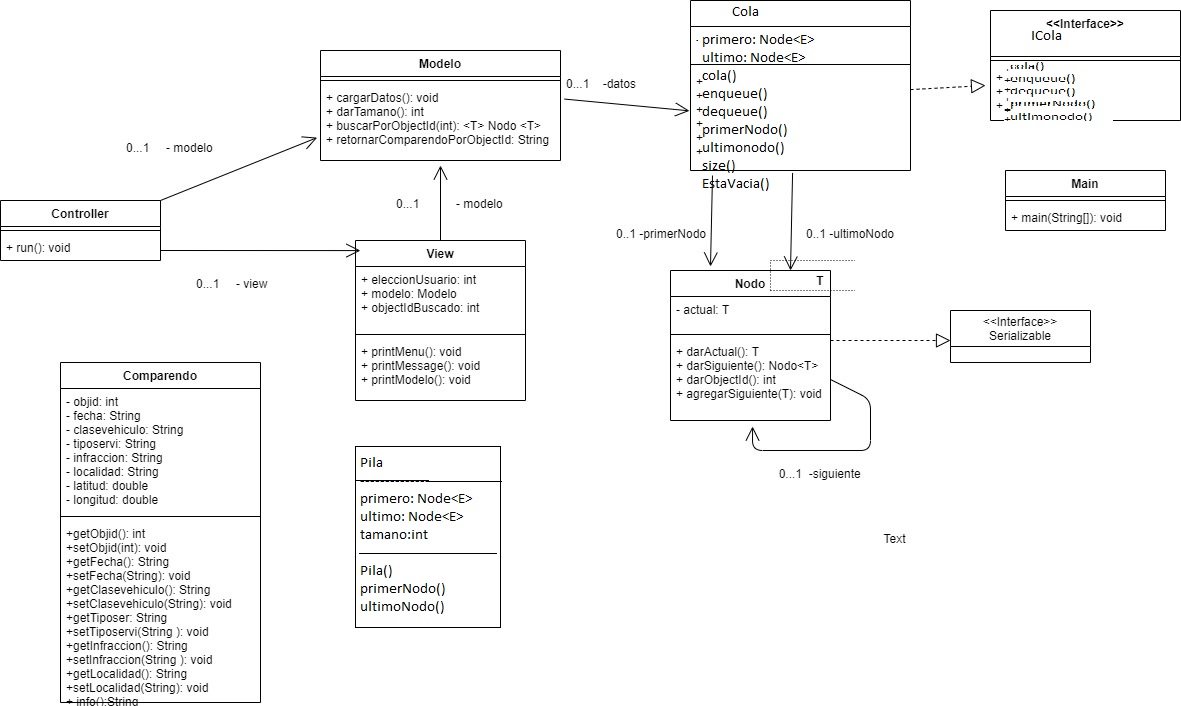 Cola
primero: Node<E>
ultimo: Node<E>
+cola()
enqueue()
+dequeue()
+primerNodo()
+ultimonodo()
size()
EstaVacia()
<<Interface>>
ICola
cola()
+enqueue()
+dequeue()
+primerNodo()
+ultimonodo()
Modelo
+ cargarDatos(): void
+ darTamano(): int
+ buscarPorObjectId(int): <T> Nodo <T>
+ retornarComparendoPorObjectId: String
0...1 -datos
0...1 - modelo
0...1 - modelo
Main
+ main(String[]): void
Controller
+ run(): void
0...1 - view
View
+ eleccionUsuario: int
+ modelo: Modelo
+ objectIdBuscado: int
+ printMenu(): void
+ printMessage(): void
+ printModelo(): void
0..1 -primerNodo
0...1 -ultimoNodo
Nodo
T
- actual: T
+ darActual(): T
+ darSiguiente(): Nodo<T>
+ darObjectId(): int
+ agregarSiguiente(T): void
0...1 -siguiente
<<Interface>>
Serializable
Comparendo
- objid: int
- fecha: String
- clasevehiculo: String
- tiposervi: String
- infraccion: String
- localidad: String
- latitud: double
- longitud: double
+getObjid(): int
+setObjid(int): void
+getFecha(): String
+setFecha(String): void
+getClasevehiculo(): String
+setClasevehiculo(String): void
+getTiposer: String
+setTiposervi(String ): void
+getInfraccion(): String
+setInfraccion(String ): void
+getLocalidad(): String
+setLocalidad(String): void
+ info():String
Pila
primero: Node<E>
ultimo: Node<E>
tamano:int
Pila()
primerNodo()
ultimoNodo()
Text